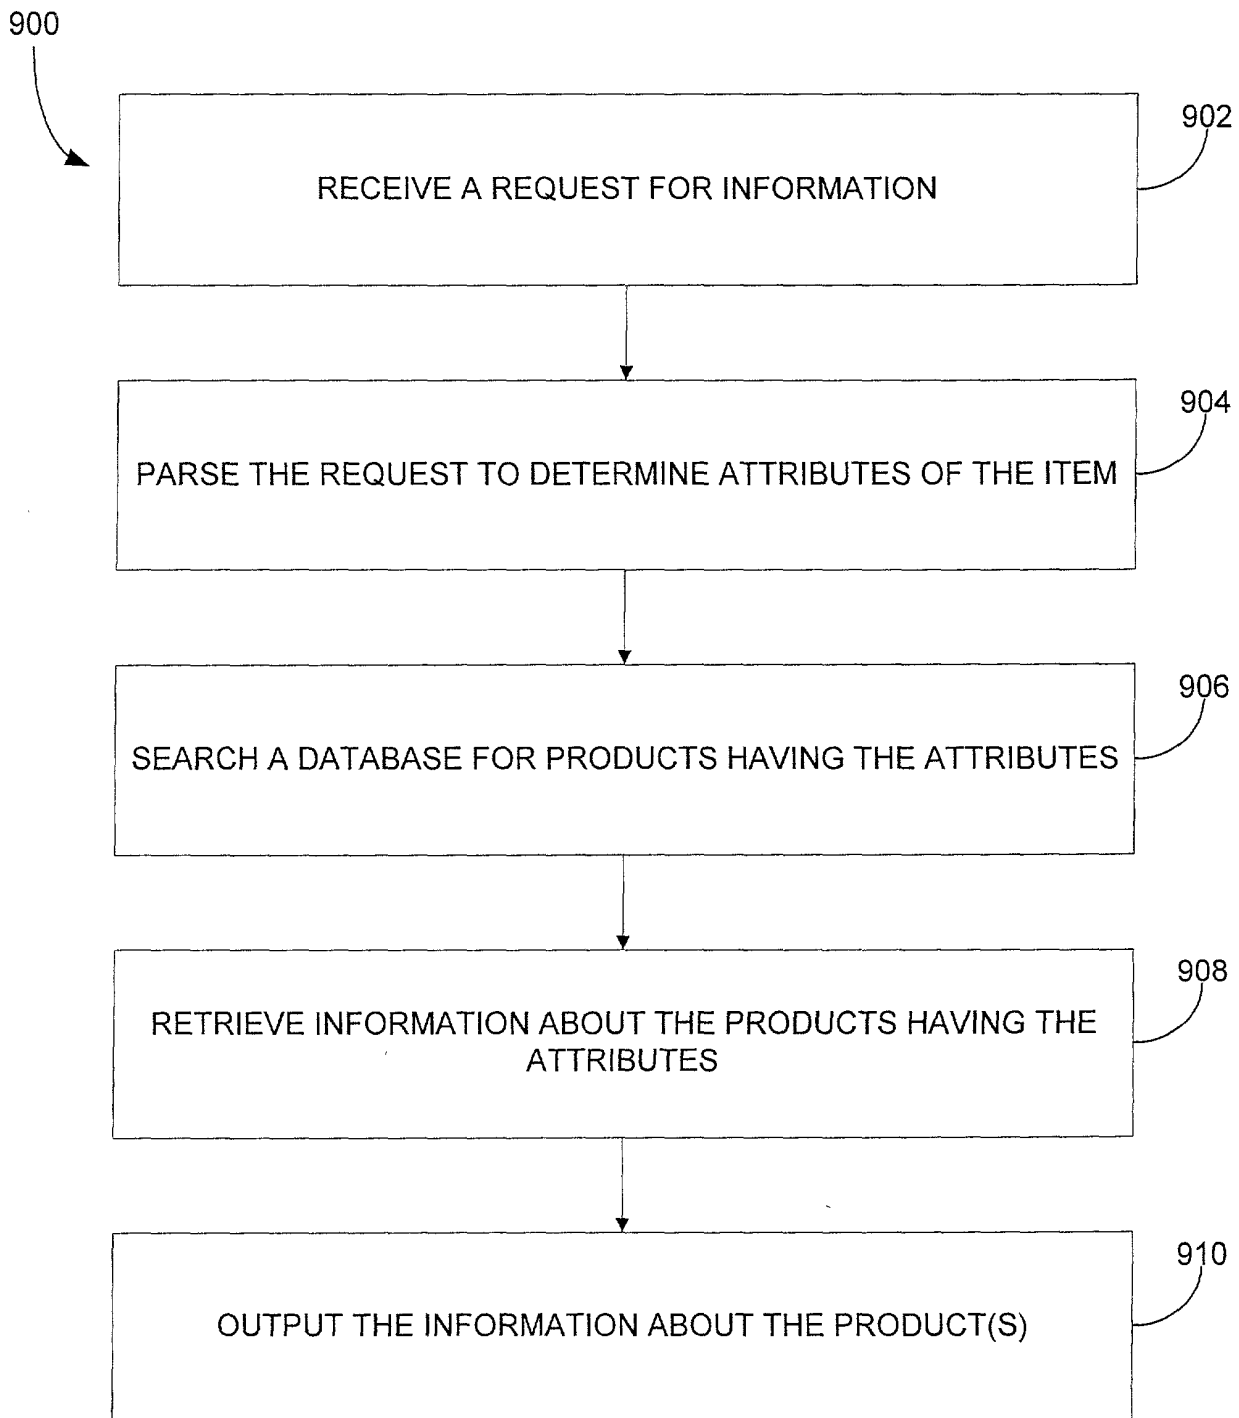 900
902
RECEIVE A REQUEST FOR INFORMATION
904
PARSE THE REQUEST TO DETERMINE ATTRIBUTES OF THE ITEM
906
SEARCH A DATABASE FOR PRODUCTS HAVING THE ATTRIBUTES
908
RETRIEVE INFORMATION ABOUT THE PRODUCTS HAVING THE
ATTRIBUTES
910
OUTPUT THE INFORMATION ABOUT THE PRODUCT(S)